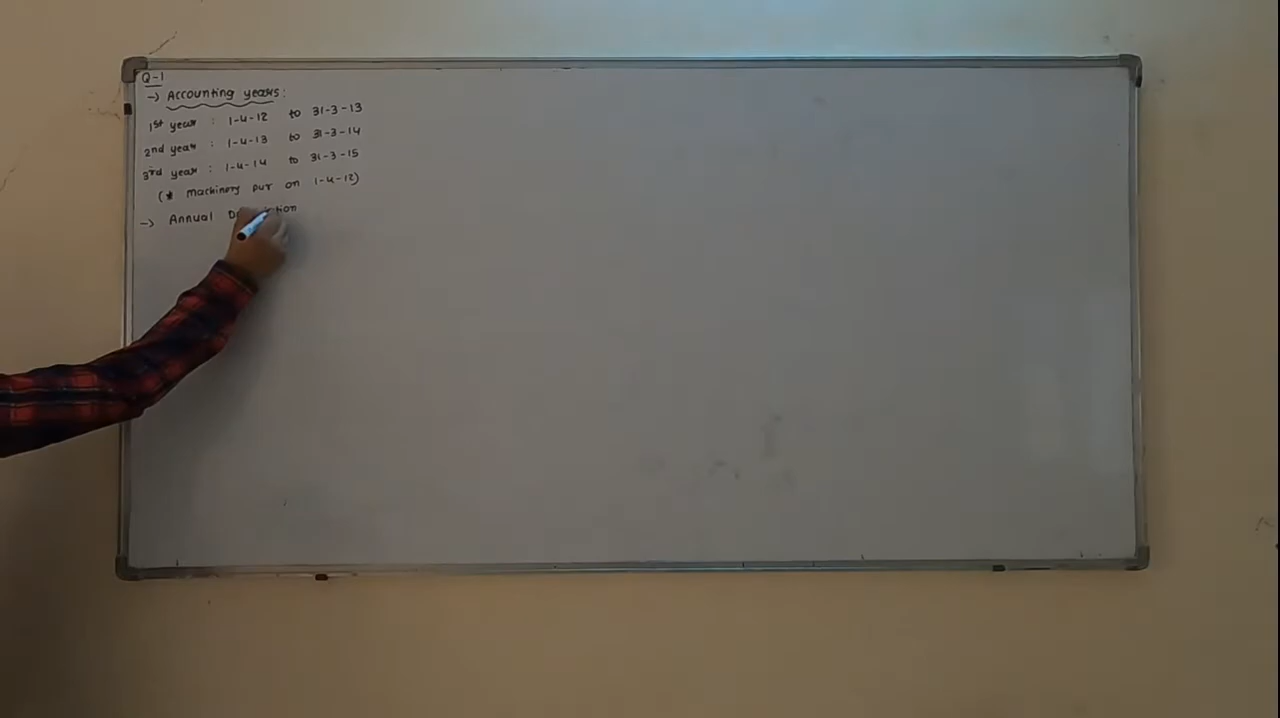 Q-1
→ Accounting years:
1st year : 1-4-12 to 31-3-13
2nd year : 1-4-13 to 31-3-14
3rd year : 1-4-14 to 31-3-15
(* Machinery pur on 1-4-12)
→ Annual